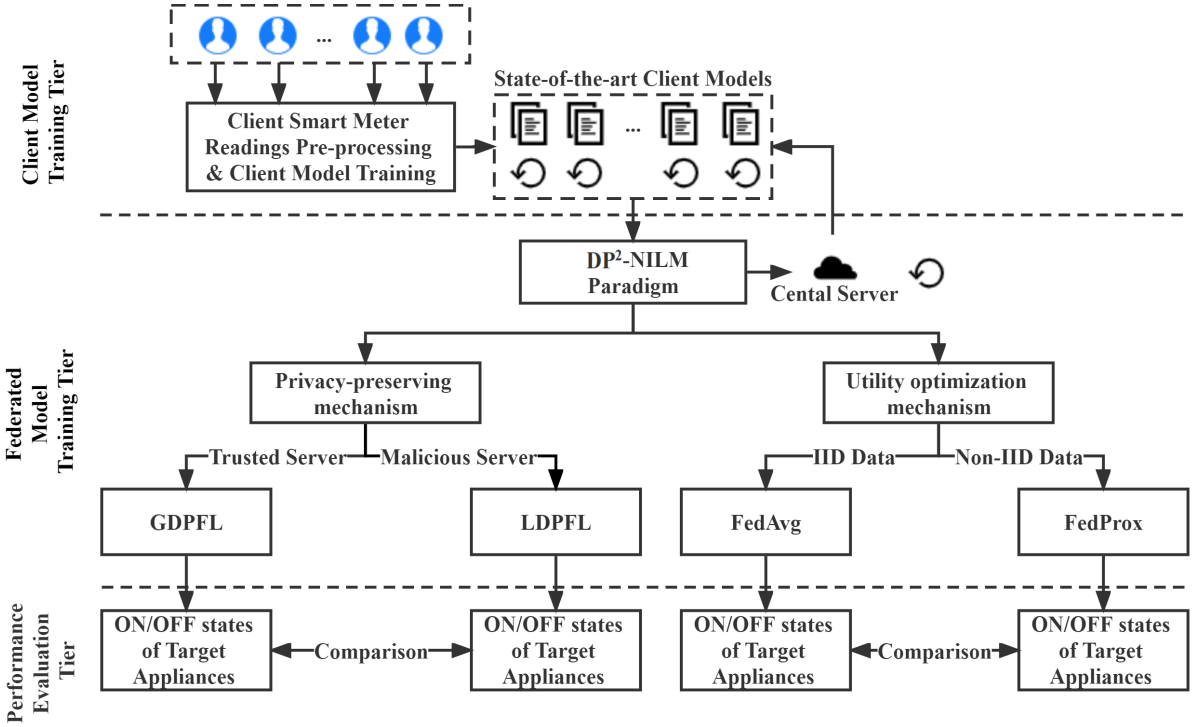 Client Model
Training Tier
...
State-of-the-art Client Models
Client Smart Meter
Readings Pre-processing
& Client Model Training
...
DP²-NILM
Paradigm
Cental Server
Federated
Model
Training Tier
Privacy-preserving
mechanism
Utility optimization
mechanism
Trusted Server
Malicious Server
IID Data
Non-IID Data
GDPFL
LDPFL
FedAvg
FedProx
Performance
Evaluation
Tier
ON/OFF states
of Target
Appliances
Comparison
ON/OFF states
of Target
Appliances
ON/OFF states
of Target
Appliances
Comparison
ON/OFF states
of Target
Appliances